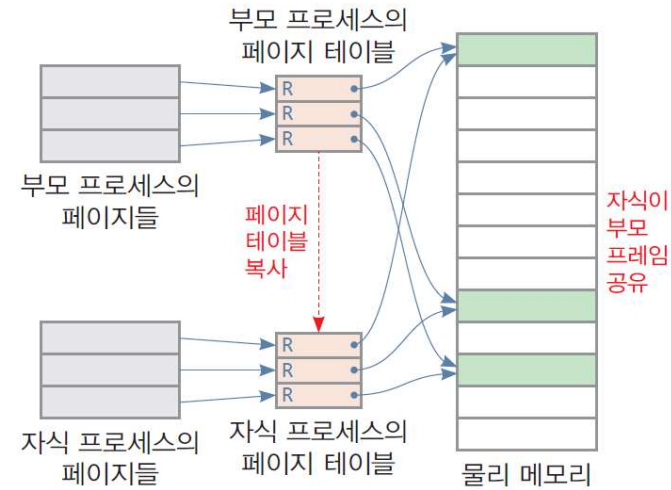 부모 프로세스의
페이지 테이블
R
R
R
부모 프로세스의
페이지들
페이지
테이블
복사
자식이
부모
프레임
공유
R
R
R
자식 프로세스의
페이지들
자식 프로세스의
페이지 테이블
물리 메모리